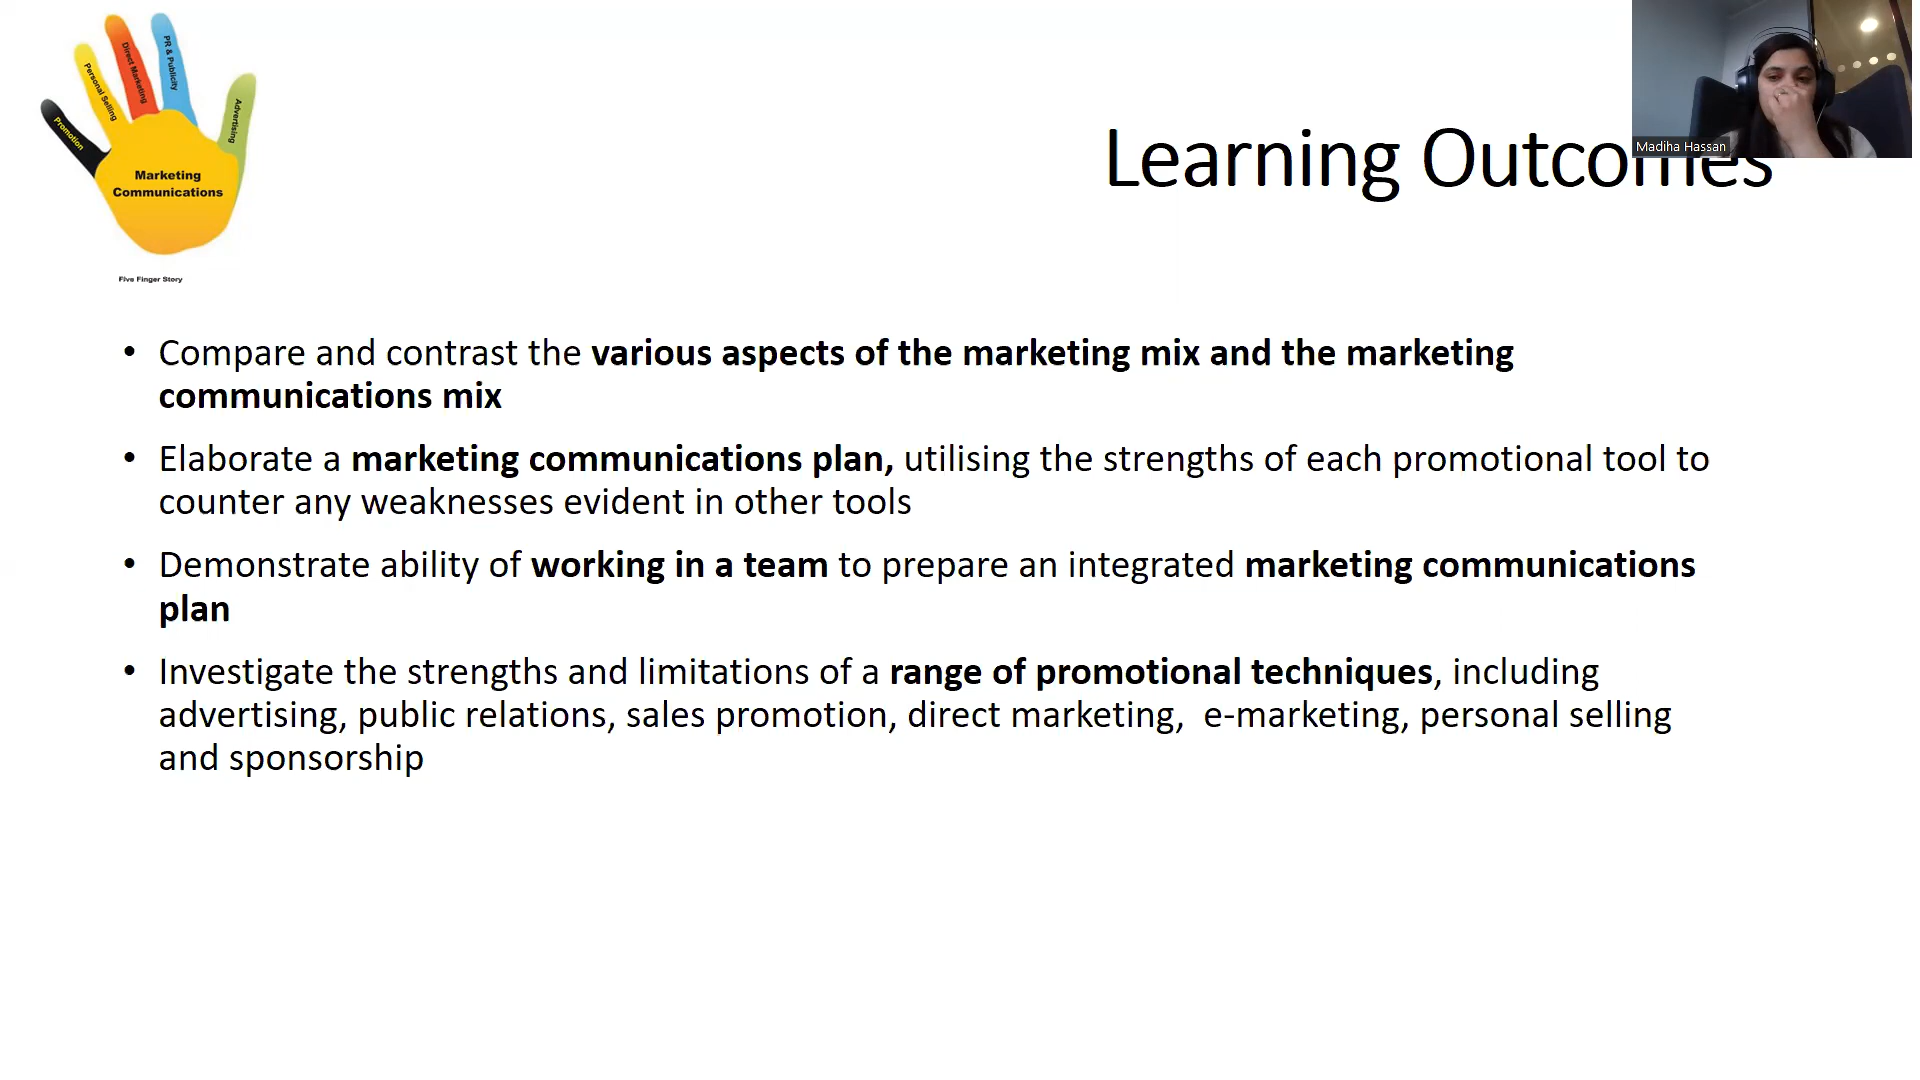 Promotion
Personal Selling
Direct Marketing
PR & Publicity
Advertising
Marketing
Communications
Five Finger Story
Madiha Hassan
Learning Outcomes
• Compare and contrast the various aspects of the marketing mix and the marketing
communications mix
• Elaborate a marketing communications plan, utilising the strengths of each promotional tool to
counter any weaknesses evident in other tools
• Demonstrate ability of working in a team to prepare an integrated marketing communications
plan
• Investigate the strengths and limitations of a range of promotional techniques, including
advertising, public relations, sales promotion, direct marketing,  e-marketing, personal selling
and sponsorship